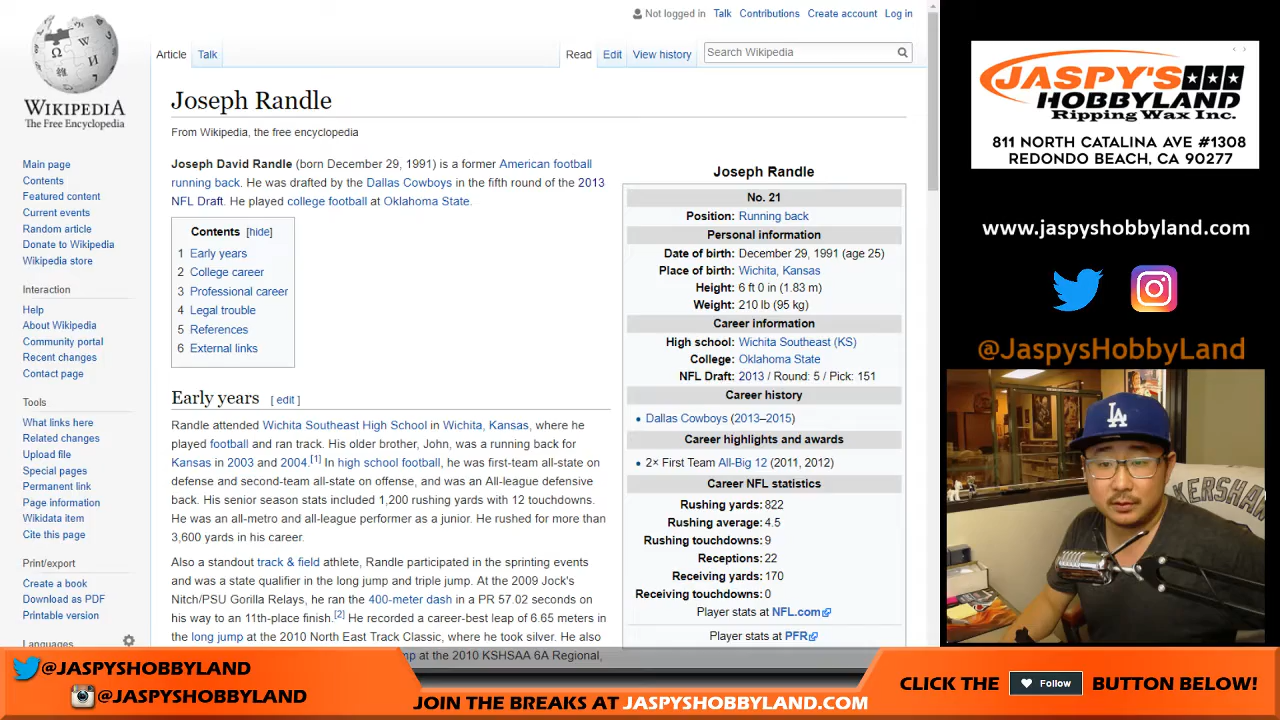 Not logged in Talk Contributions Create account Log in
Article Talk Read Edit View history Search Wikipedia
WIKIPEDIA
The Free Encyclopedia
Main page
Contents
Featured content
Current events
Random article
Donate to Wikipedia
Wikipedia store
Interaction
Help
About Wikipedia
Community portal
Recent changes
Contact page
Tools
What links here
Related changes
Upload file
Special pages
Permanent link
Page information
Wikidata item
Cite this page
Print/export
Create a book
Download as PDF
Printable version
Languages
Joseph Randle
From Wikipedia, the free encyclopedia
Joseph David Randle (born December 29, 1991) is a former American football
running back. He was drafted by the Dallas Cowboys in the fifth round of the 2013
NFL Draft. He played college football at Oklahoma State.
Contents [hide]
1 Early years
2 College career
3 Professional career
4 Legal trouble
5 References
6 External links
Early years [ edit ]
Randle attended Wichita Southeast High School in Wichita, Kansas, where he
played football and ran track. His older brother, John, was a running back for
Kansas in 2003 and 2004.[1] In high school football, he was first-team all-state on
defense and second-team all-state on offense, and was an All-league defensive
back. His senior season stats included 1,200 rushing yards with 12 touchdowns.
He was an all-metro and all-league performer as a junior. He rushed for more than
3,600 yards in his career.
Also a standout track & field athlete, Randle participated in the sprinting events
and was a state qualifier in the long jump and triple jump. At the 2009 Jock's
Nitch/PSU Gorilla Relays, he ran the 400-meter dash in a PR 57.02 seconds on
his way to an 11th-place finish.[2] He recorded a career-best leap of 6.65 meters in
the long jump at the 2010 North East Track Classic, where he took silver. He also
mp at the 2010 KSHSAA 6A Regional,
Joseph Randle
No. 21
Position: Running back
Personal information
Date of birth: December 29, 1991 (age 25)
Place of birth: Wichita, Kansas
Height: 6 ft 0 in (1.83 m)
Weight: 210 lb (95 kg)
Career information
High school: Wichita Southeast (KS)
College: Oklahoma State
NFL Draft: 2013 / Round: 5 / Pick: 151
Career history
• Dallas Cowboys (2013–2015)
Career highlights and awards
• 2× First Team All-Big 12 (2011, 2012)
Career NFL statistics
Rushing yards: 822
Rushing average: 4.5
Rushing touchdowns: 9
Receptions: 22
Receiving yards: 170
Receiving touchdowns: 0
Player stats at NFL.com
Player stats at PFR
JASPY'S
HOBBYLAND
Ripping Wax Inc.
811 NORTH CATALINA AVE #1308
REDONDO BEACH, CA 90277
www.jaspyshobbyland.com
@JaspysHobbyLand
LA
KERSHAW
@JASPYSHOBBYLAND
@JASPYSHOBBYLAND
JOIN THE BREAKS AT JASPYSHOBBYLAND.COM
CLICK THE Follow BUTTON BELOW!